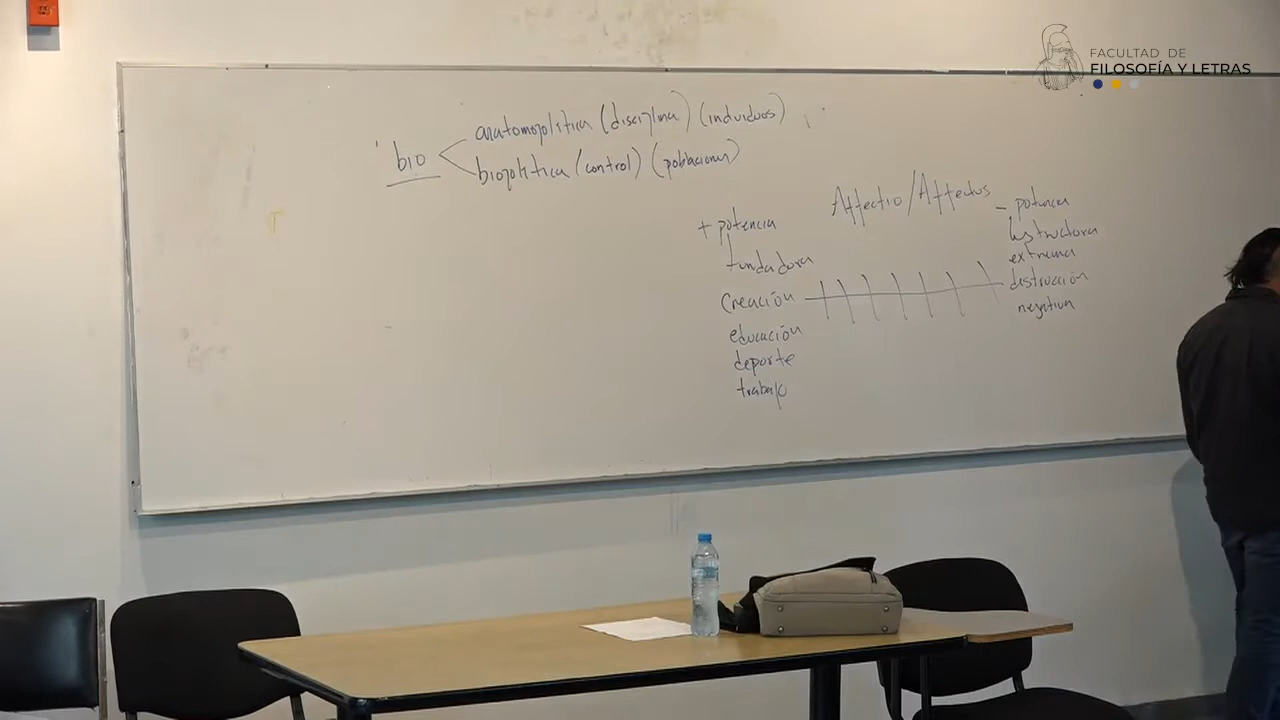 FACULTAD DE
FILOSOFÍA Y LETRAS
bio
anatomopolítica (disciplina) (individuos)
biopolítica (control) (poblaciones)
Affectio/Affectus
+ potencia
fundadora
creación
educación
deporte
trabajo
- potencia
extrema
destrucción
negativa